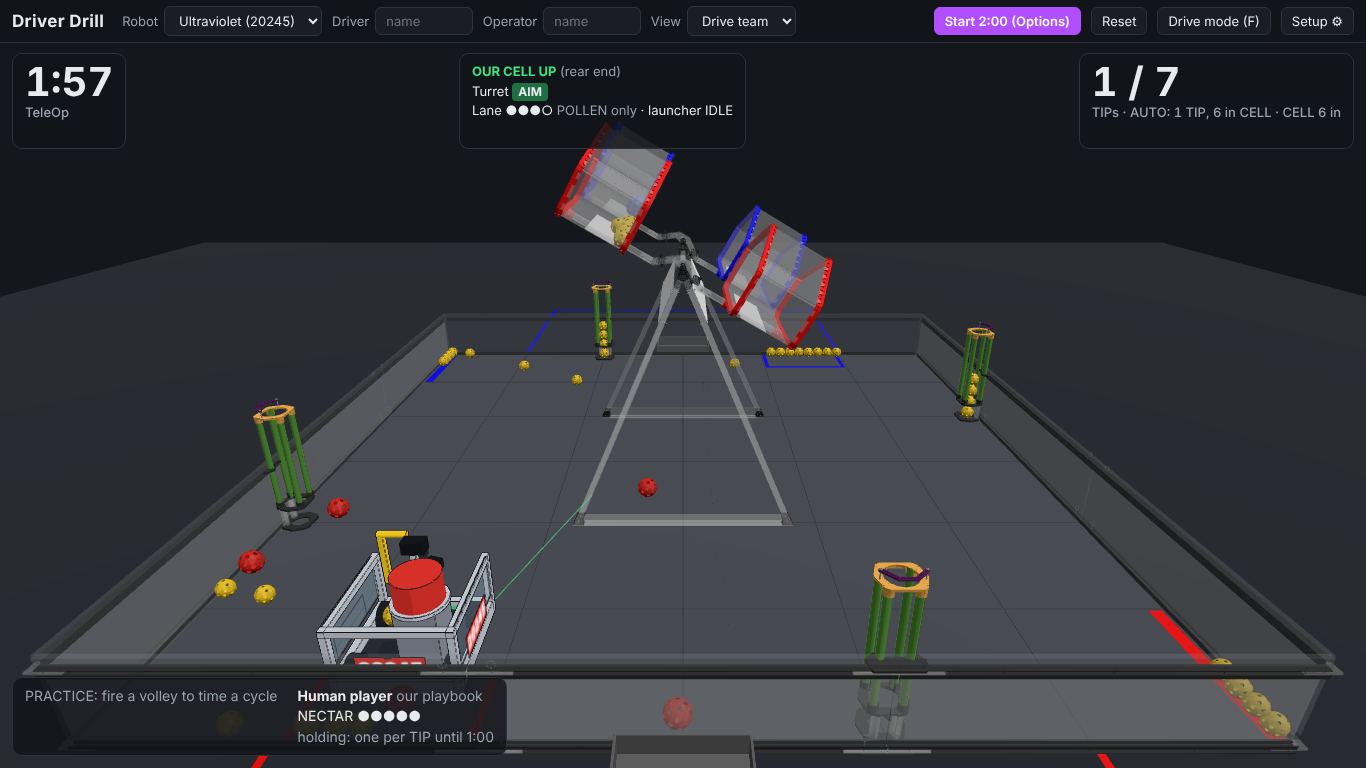 Driver Drill Robot Ultraviolet (20245) Driver name Operator name View Drive team Start 2:00 (Options) Reset Drive mode (F) Setup ⚙
1:57
TeleOp
OUR CELL UP (rear end)
Turret AIM
Lane ●●●○ POLLEN only · launcher IDLE
1 / 7
TIPs · AUTO: 1 TIP, 6 in CELL · CELL 6 in
PRACTICE: fire a volley to time a cycle
Human player our playbook
NECTAR ●●●●●
holding: one per TIP until 1:00